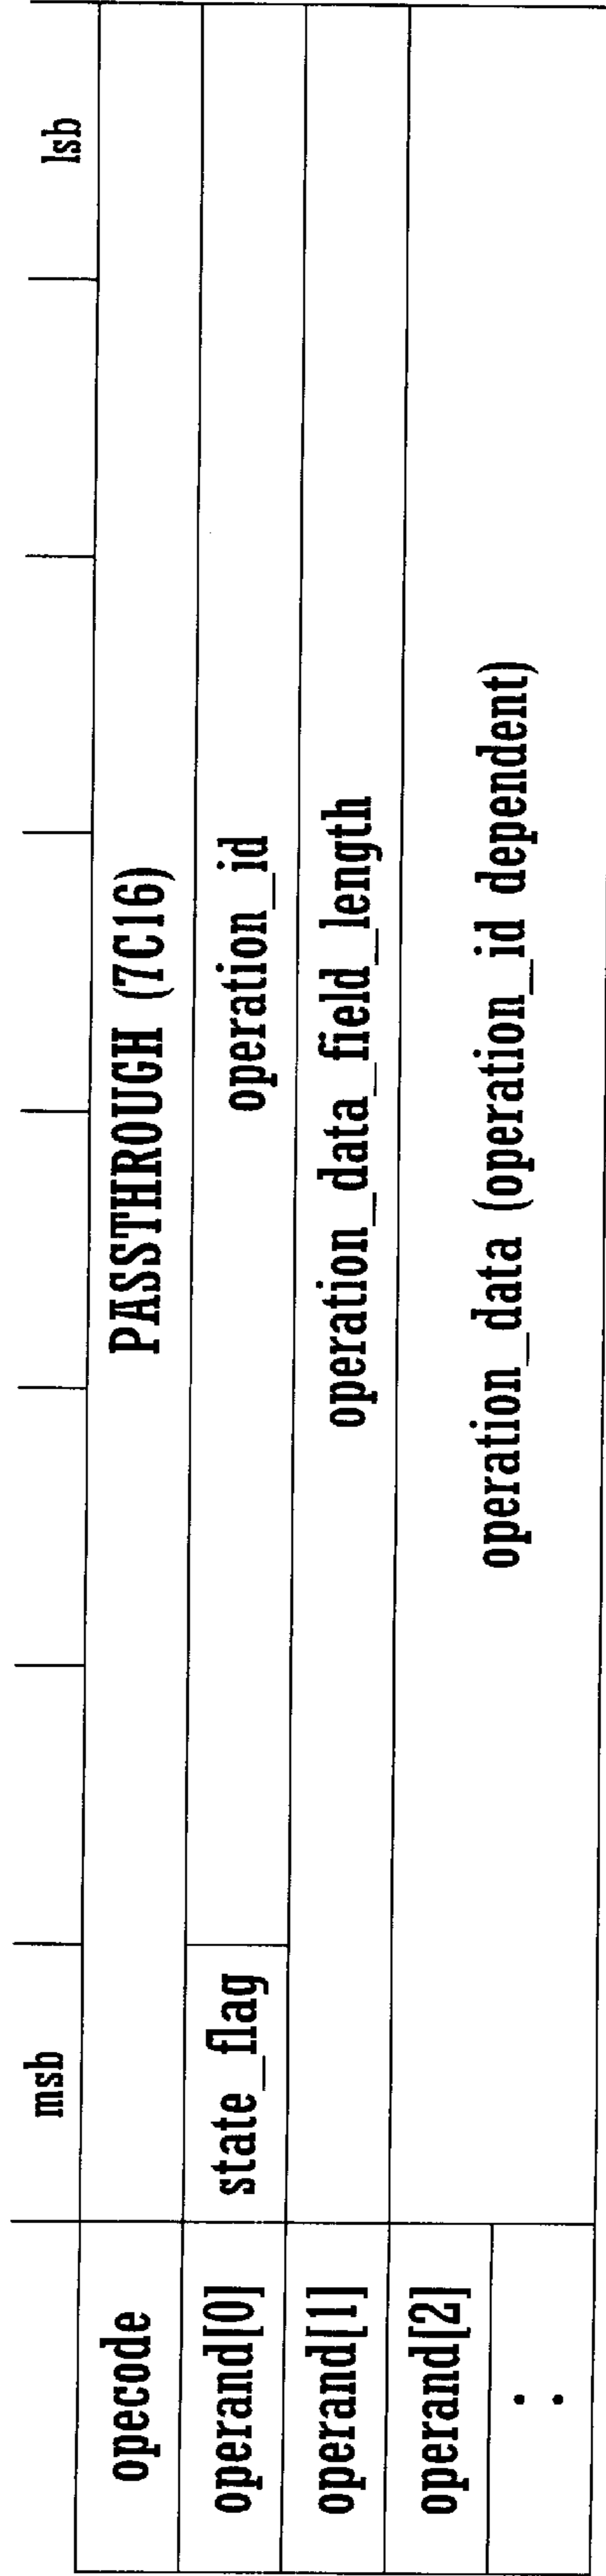 msb lsb
opecode PASSTHROUGH (7C16)
operand[0] state_flag operation_id
operand[1] operation_data_field_length
operand[2] operation_data (operation_id dependent)
: